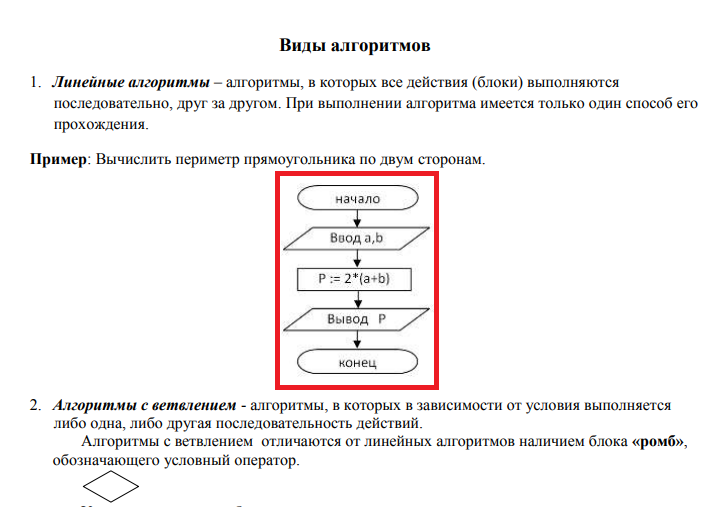 Виды алгоритмов
1. Линейные алгоритмы – алгоритмы, в которых все действия (блоки) выполняются
последовательно, друг за другом. При выполнении алгоритма имеется только один способ его
прохождения.
Пример: Вычислить периметр прямоугольника по двум сторонам.
начало
Ввод a,b
P := 2*(a+b)
Вывод P
конец
2. Алгоритмы с ветвлением - алгоритмы, в которых в зависимости от условия выполняется
либо одна, либо другая последовательность действий.
Алгоритмы с ветвлением отличаются от линейных алгоритмов наличием блока «ромб»,
обозначающего условный оператор.